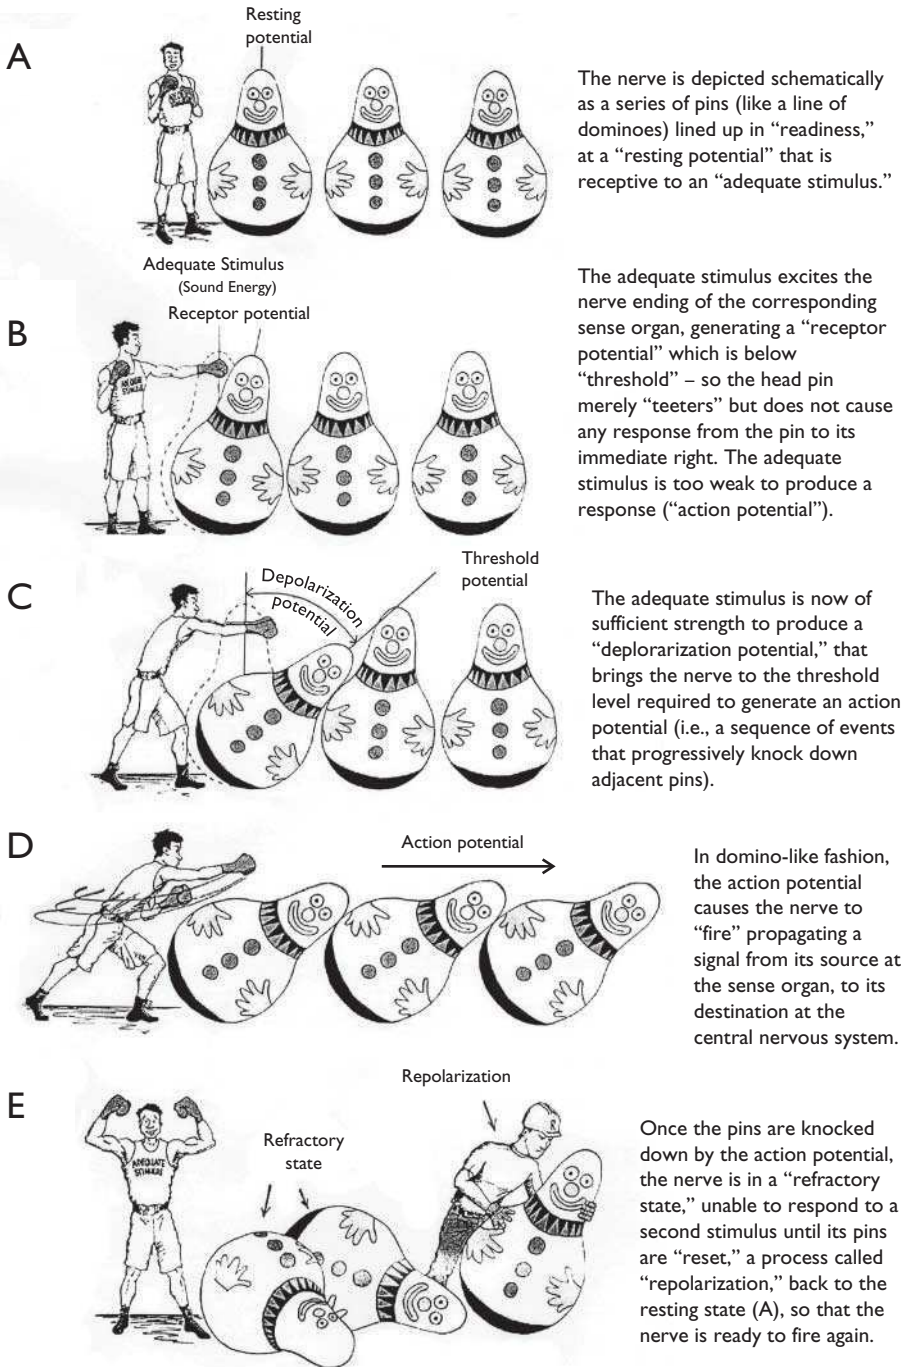 A
Resting
potential
The nerve is depicted schematically
as a series of pins (like a line of
dominoes) lined up in “readiness,”
at a “resting potential” that is
receptive to an “adequate stimulus.”
B
Adequate Stimulus
(Sound Energy)
Receptor potential
ADEQUATE
STIMULUS
The adequate stimulus excites the
nerve ending of the corresponding
sense organ, generating a “receptor
potential” which is below
“threshold” – so the head pin
merely “teeters” but does not cause
any response from the pin to its
immediate right. The adequate
stimulus is too weak to produce a
response (“action potential”).
C
Depolarization
potential
Threshold
potential
The adequate stimulus is now of
sufficient strength to produce a
“deplorarization potential,” that
brings the nerve to the threshold
level required to generate an action
potential (i.e., a sequence of events
that progressively knock down
adjacent pins).
D
Action potential
In domino-like fashion,
the action potential
causes the nerve to
“fire” propagating a
signal from its source at
the sense organ, to its
destination at the
central nervous system.
E
Repolarization
R
Refractory
state
ADEQUATE
STIMULUS
Once the pins are knocked
down by the action potential,
the nerve is in a “refractory
state,” unable to respond to a
second stimulus until its pins
are “reset,” a process called
“repolarization,” back to the
resting state (A), so that the
nerve is ready to fire again.